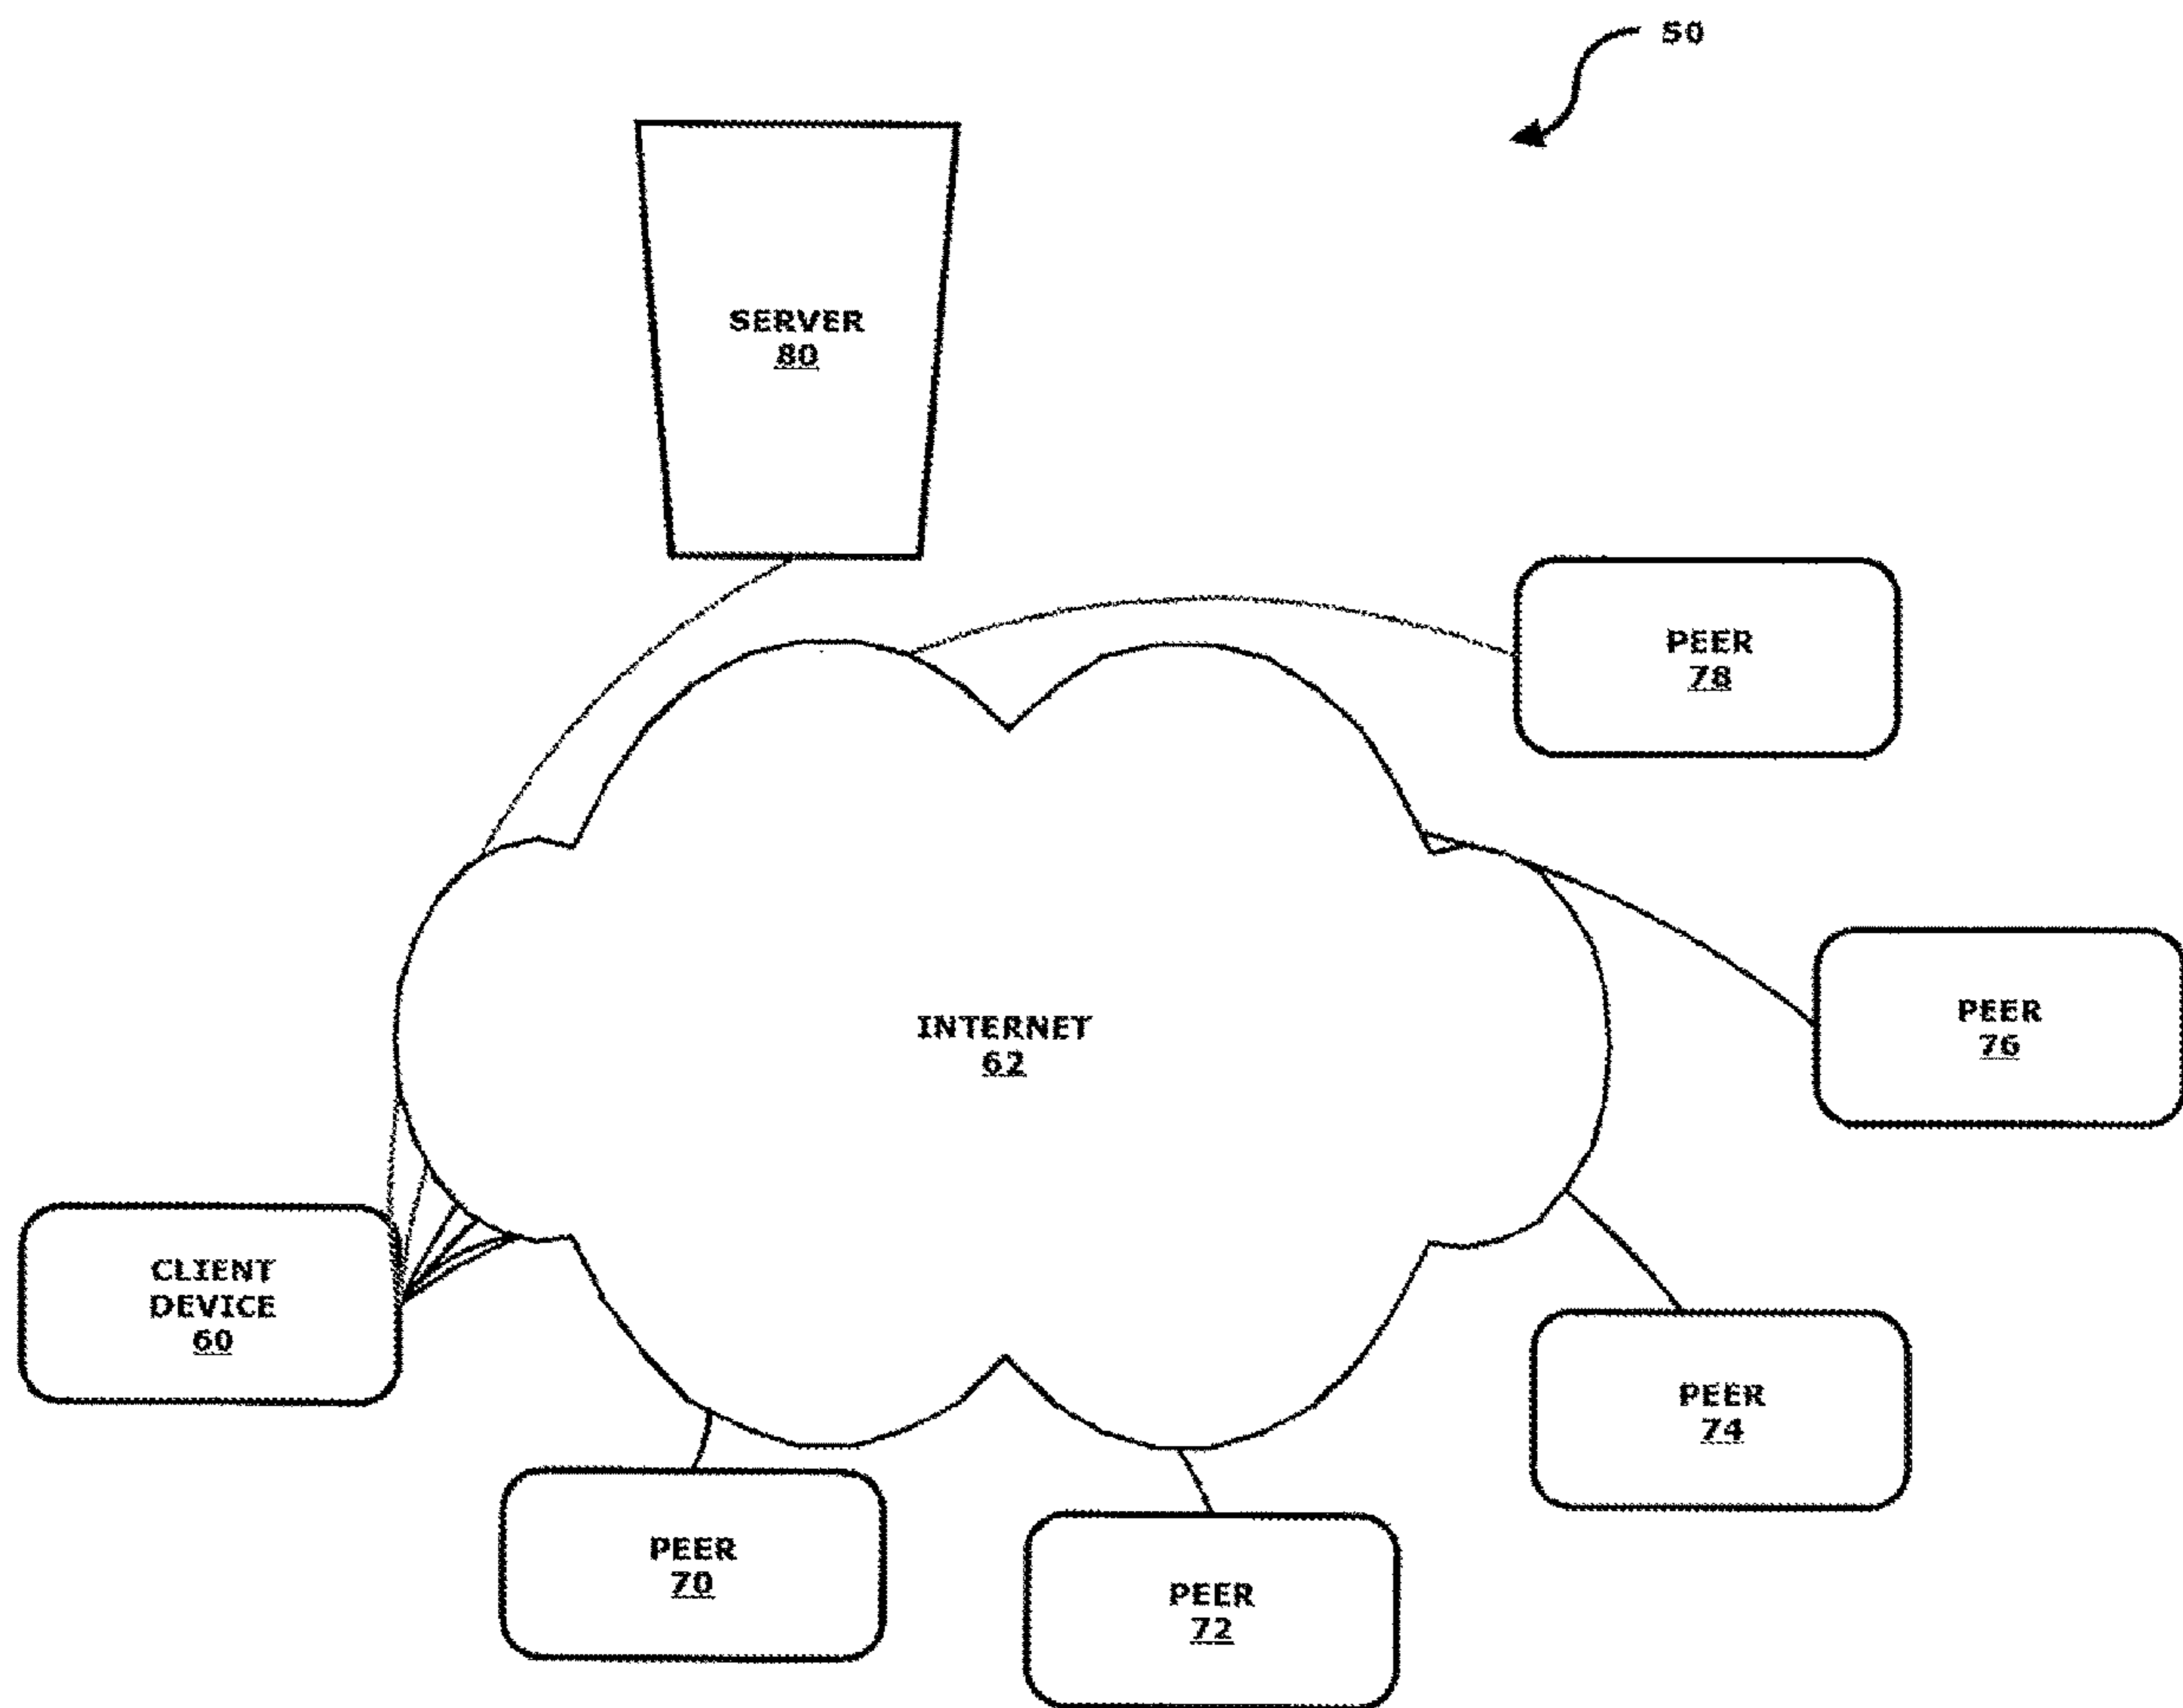 50
SERVER
80
PEER
78
PEER
76
INTERNET
62
CLIENT
DEVICE
60
PEER
74
PEER
70
PEER
72